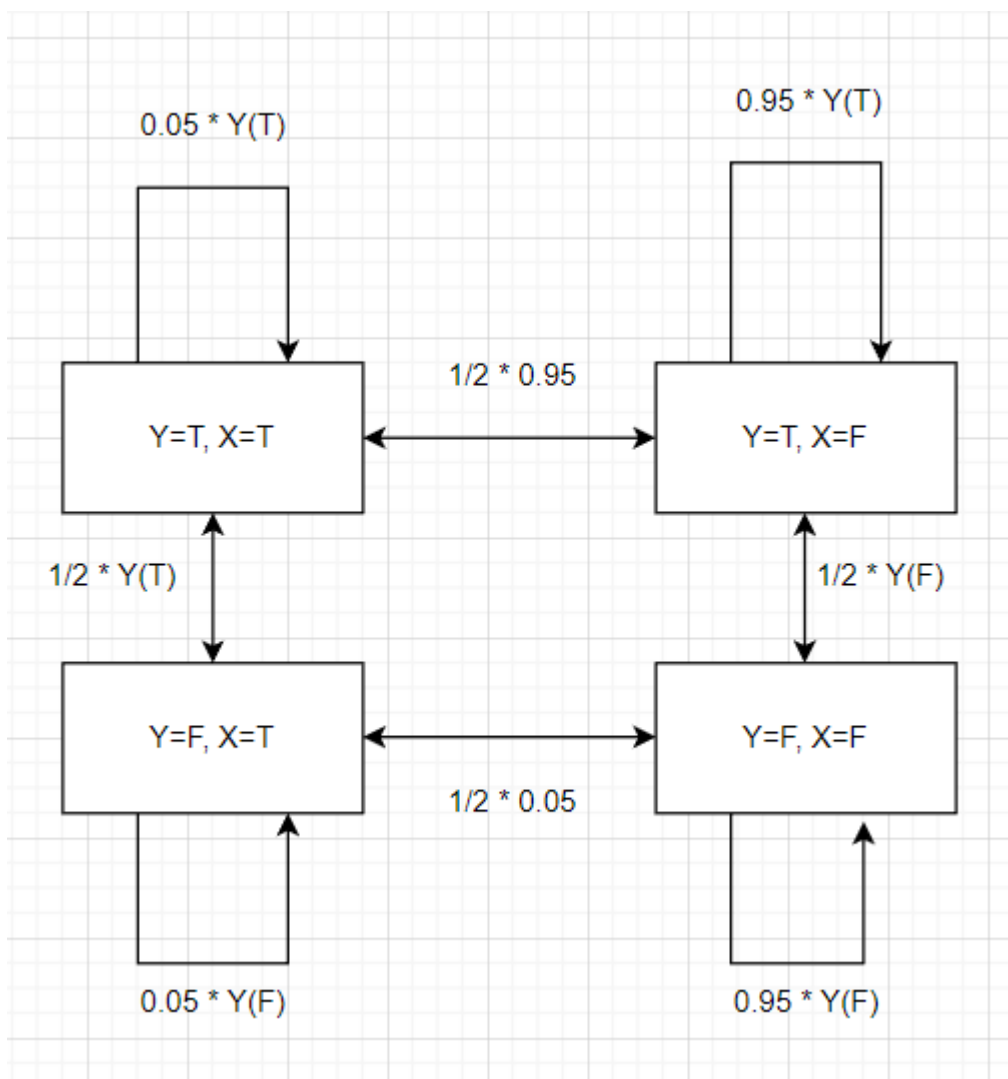 0.05 * Y(T)
0.95 * Y(T)
1/2 * 0.95
Y=T, X=T
Y=T, X=F
1/2 * Y(T)
1/2 * Y(F)
Y=F, X=T
Y=F, X=F
1/2 * 0.05
0.05 * Y(F)
0.95 * Y(F)